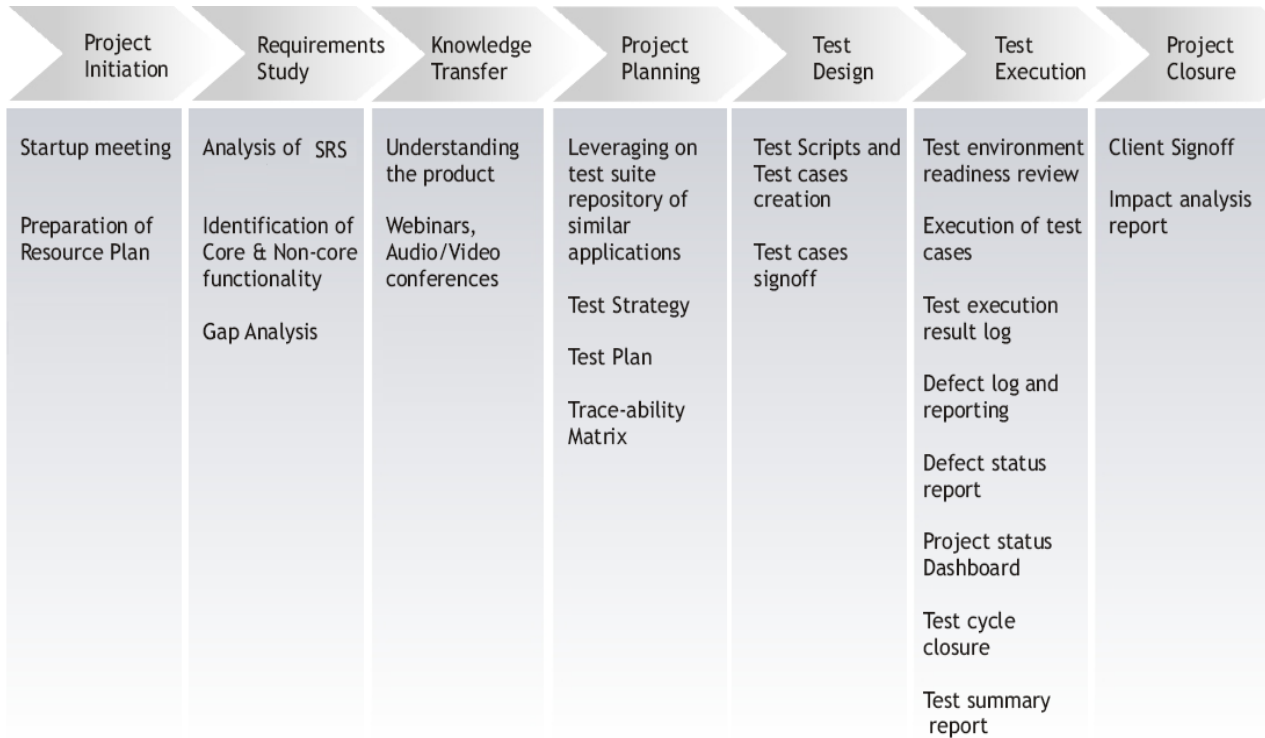 Project
Initiation
Requirements
Study
Knowledge
Transfer
Project
Planning
Test
Design
Test
Execution
Project
Closure
Startup meeting
Preparation of
Resource Plan
Analysis of SRS
Identification of
Core & Non-core
functionality
Gap Analysis
Understanding
the product
Webinars,
Audio/Video
conferences
Leveraging on
test suite
repository of
similar
applications
Test Strategy
Test Plan
Trace-ability
Matrix
Test Scripts and
Test cases
creation
Test cases
signoff
Test environment
readiness review
Execution of test
cases
Test execution
result log
Defect log and
reporting
Defect status
report
Project status
Dashboard
Test cycle
closure
Test summary
report
Client Signoff
Impact analysis
report